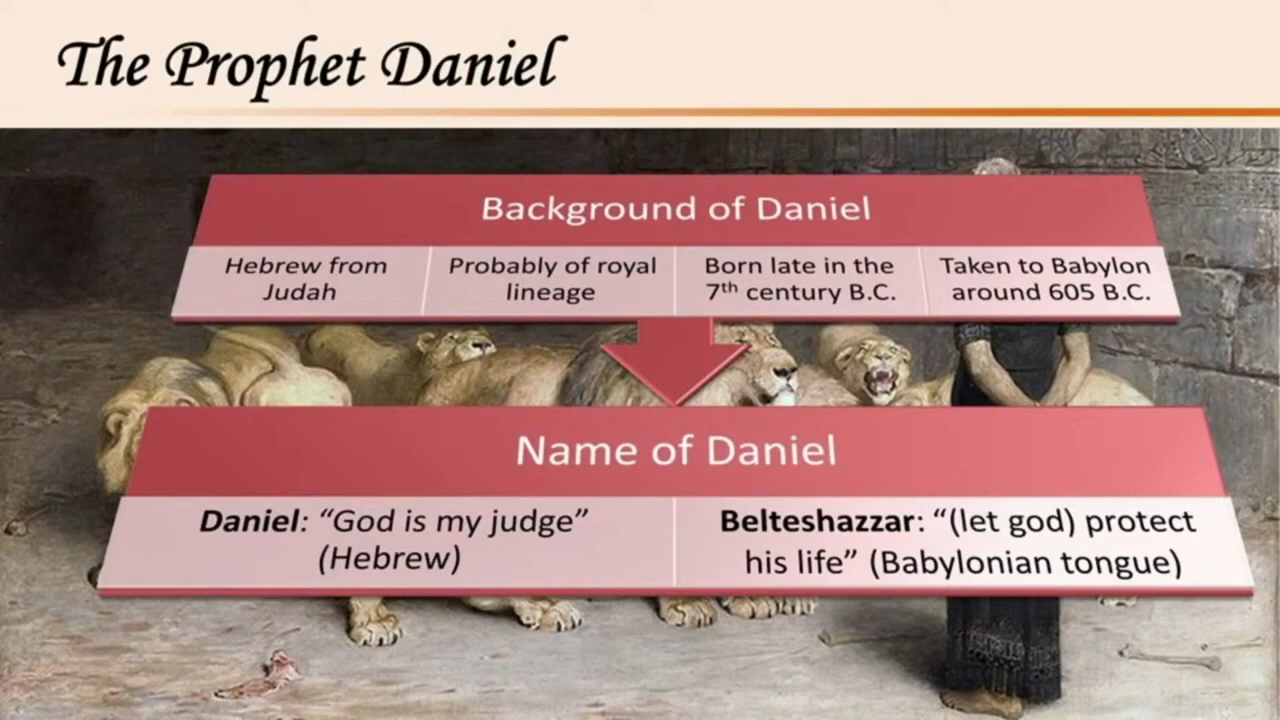 The Prophet Daniel
Background of Daniel
Hebrew from
Judah
Probably of royal
lineage
Born late in the
7th century B.C.
Taken to Babylon
around 605 B.C.
Name of Daniel
Daniel: “God is my judge”
(Hebrew)
Belteshazzar: “(let god) protect
his life” (Babylonian tongue)